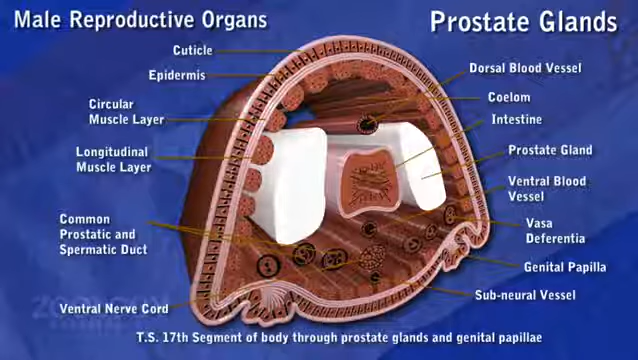 Male Reproductive Organs
Prostate Glands
Cuticle
Epidermis
Circular
Muscle Layer
Longitudinal
Muscle Layer
Common
Prostatic and
Spermatic Duct
Ventral Nerve Cord
Dorsal Blood Vessel
Coelom
Intestine
Prostate Gland
Ventral Blood
Vessel
Vasa
Deferentia
Genital Papilla
Sub-neural Vessel
T.S. 17th Segment of body through prostate glands and genital papillae